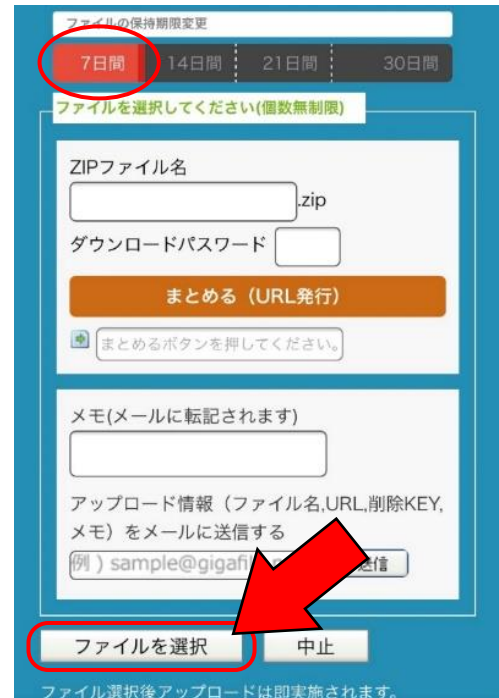 ファイルの保持期限変更
7日間 14日間 21日間 30日間
ファイルを選択してください(個数無制限)
ZIPファイル名
.zip
ダウンロードパスワード
まとめる（URL発行）
まとめるボタンを押してください。
メモ(メールに転記されます)
アップロード情報（ファイル名,URL,削除KEY,
メモ）をメールに送信する
例 ) sample@gigafil 送信
ファイルを選択 中止
ファイル選択後アップロードは即実施されます。